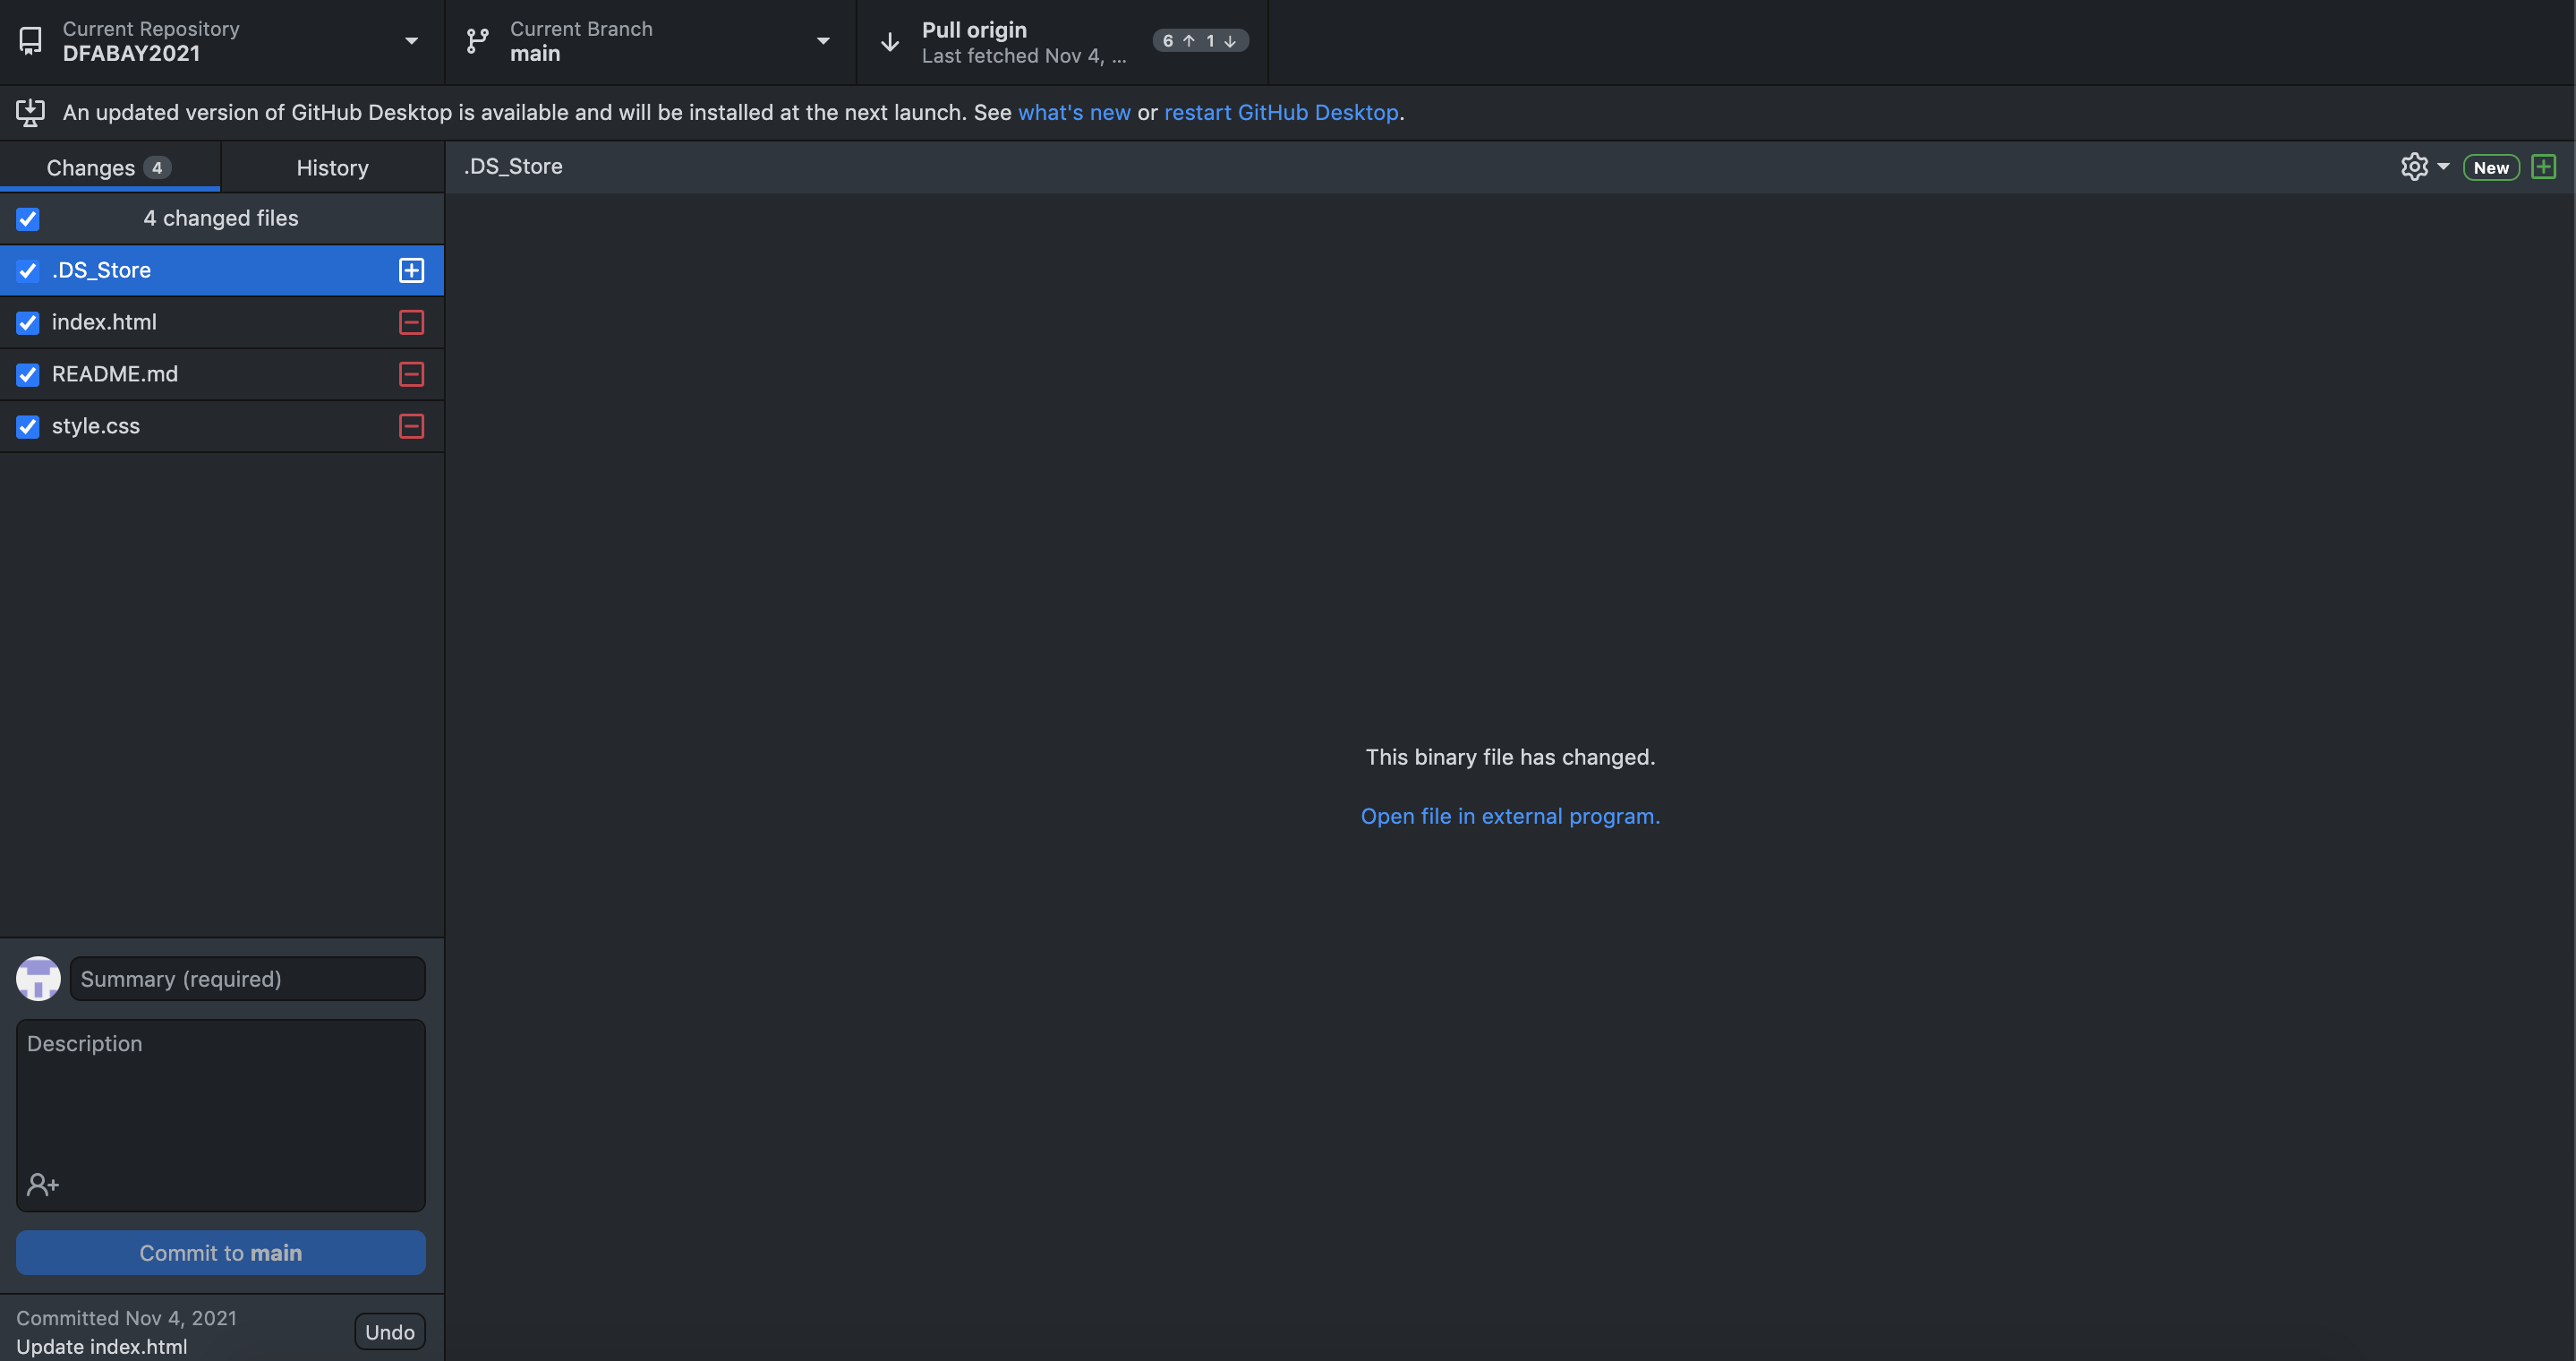 Current Repository
DFABAY2021
Current Branch
main
Pull origin
Last fetched Nov 4, ...
6 ↑ 1 ↓
An updated version of GitHub Desktop is available and will be installed at the next launch. See what's new or restart GitHub Desktop.
Changes 4
History
.DS_Store
New
4 changed files
.DS_Store
index.html
README.md
style.css
This binary file has changed.
Open file in external program.
Summary (required)
Description
Commit to main
Committed Nov 4, 2021
Update index.html
Undo